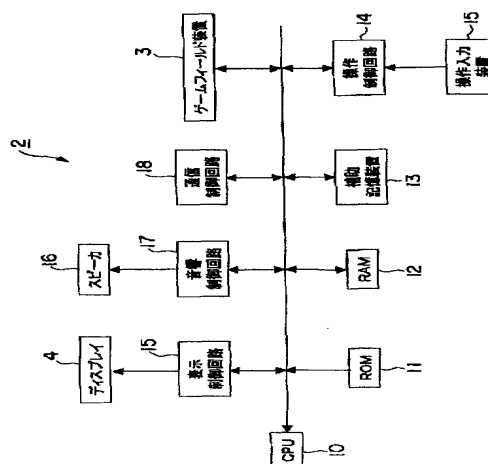 2
ディスプレイ
4
スピーカ
16
ゲームフィールド装置
3
表示
制御回路
15
音響
制御回路
17
通信
制御回路
18
CPU
10
ROM
11
RAM
12
補助
記憶装置
13
操作
制御回路
14
操作入力
装置
15